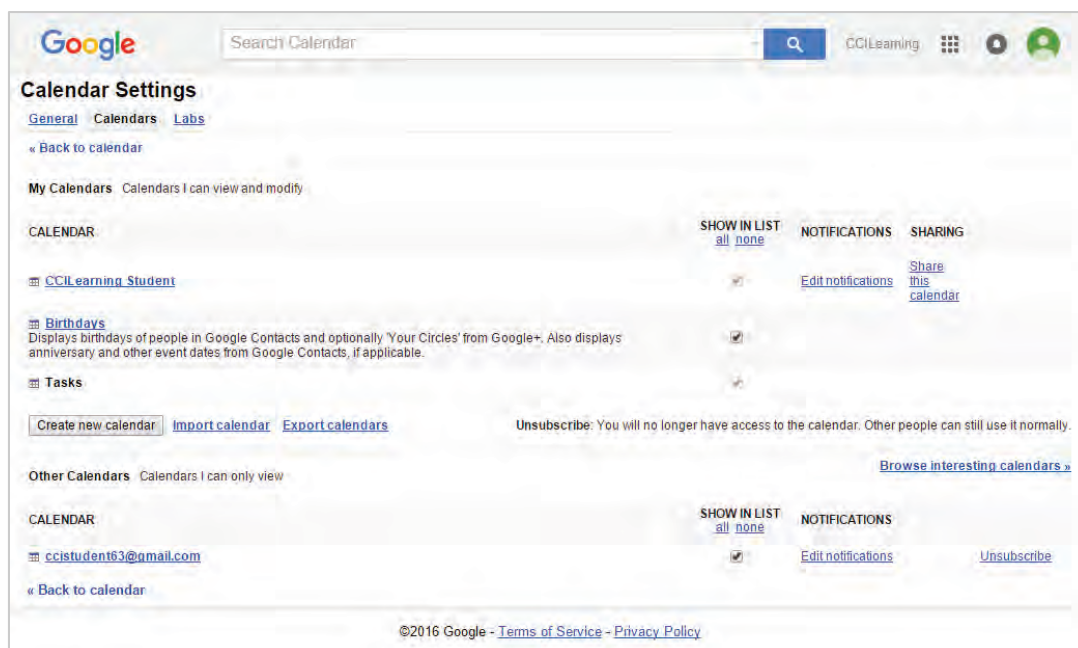 Google Search Calendar CCILearning
Calendar Settings
General Calendars Labs
« Back to calendar
My Calendars Calendars I can view and modify
CALENDAR SHOW IN LIST NOTIFICATIONS SHARING
all none
CCILearning Student Edit notifications Share
this
calendar
Birthdays
Displays birthdays of people in Google Contacts and optionally 'Your Circles' from Google+. Also displays
anniversary and other event dates from Google Contacts, if applicable.
Tasks
Create new calendar Import calendar Export calendars Unsubscribe: You will no longer have access to the calendar. Other people can still use it normally.
Browse interesting calendars »
Other Calendars Calendars I can only view
CALENDAR SHOW IN LIST NOTIFICATIONS
all none
ccistudent63@gmail.com Edit notifications Unsubscribe
« Back to calendar
©2016 Google - Terms of Service - Privacy Policy